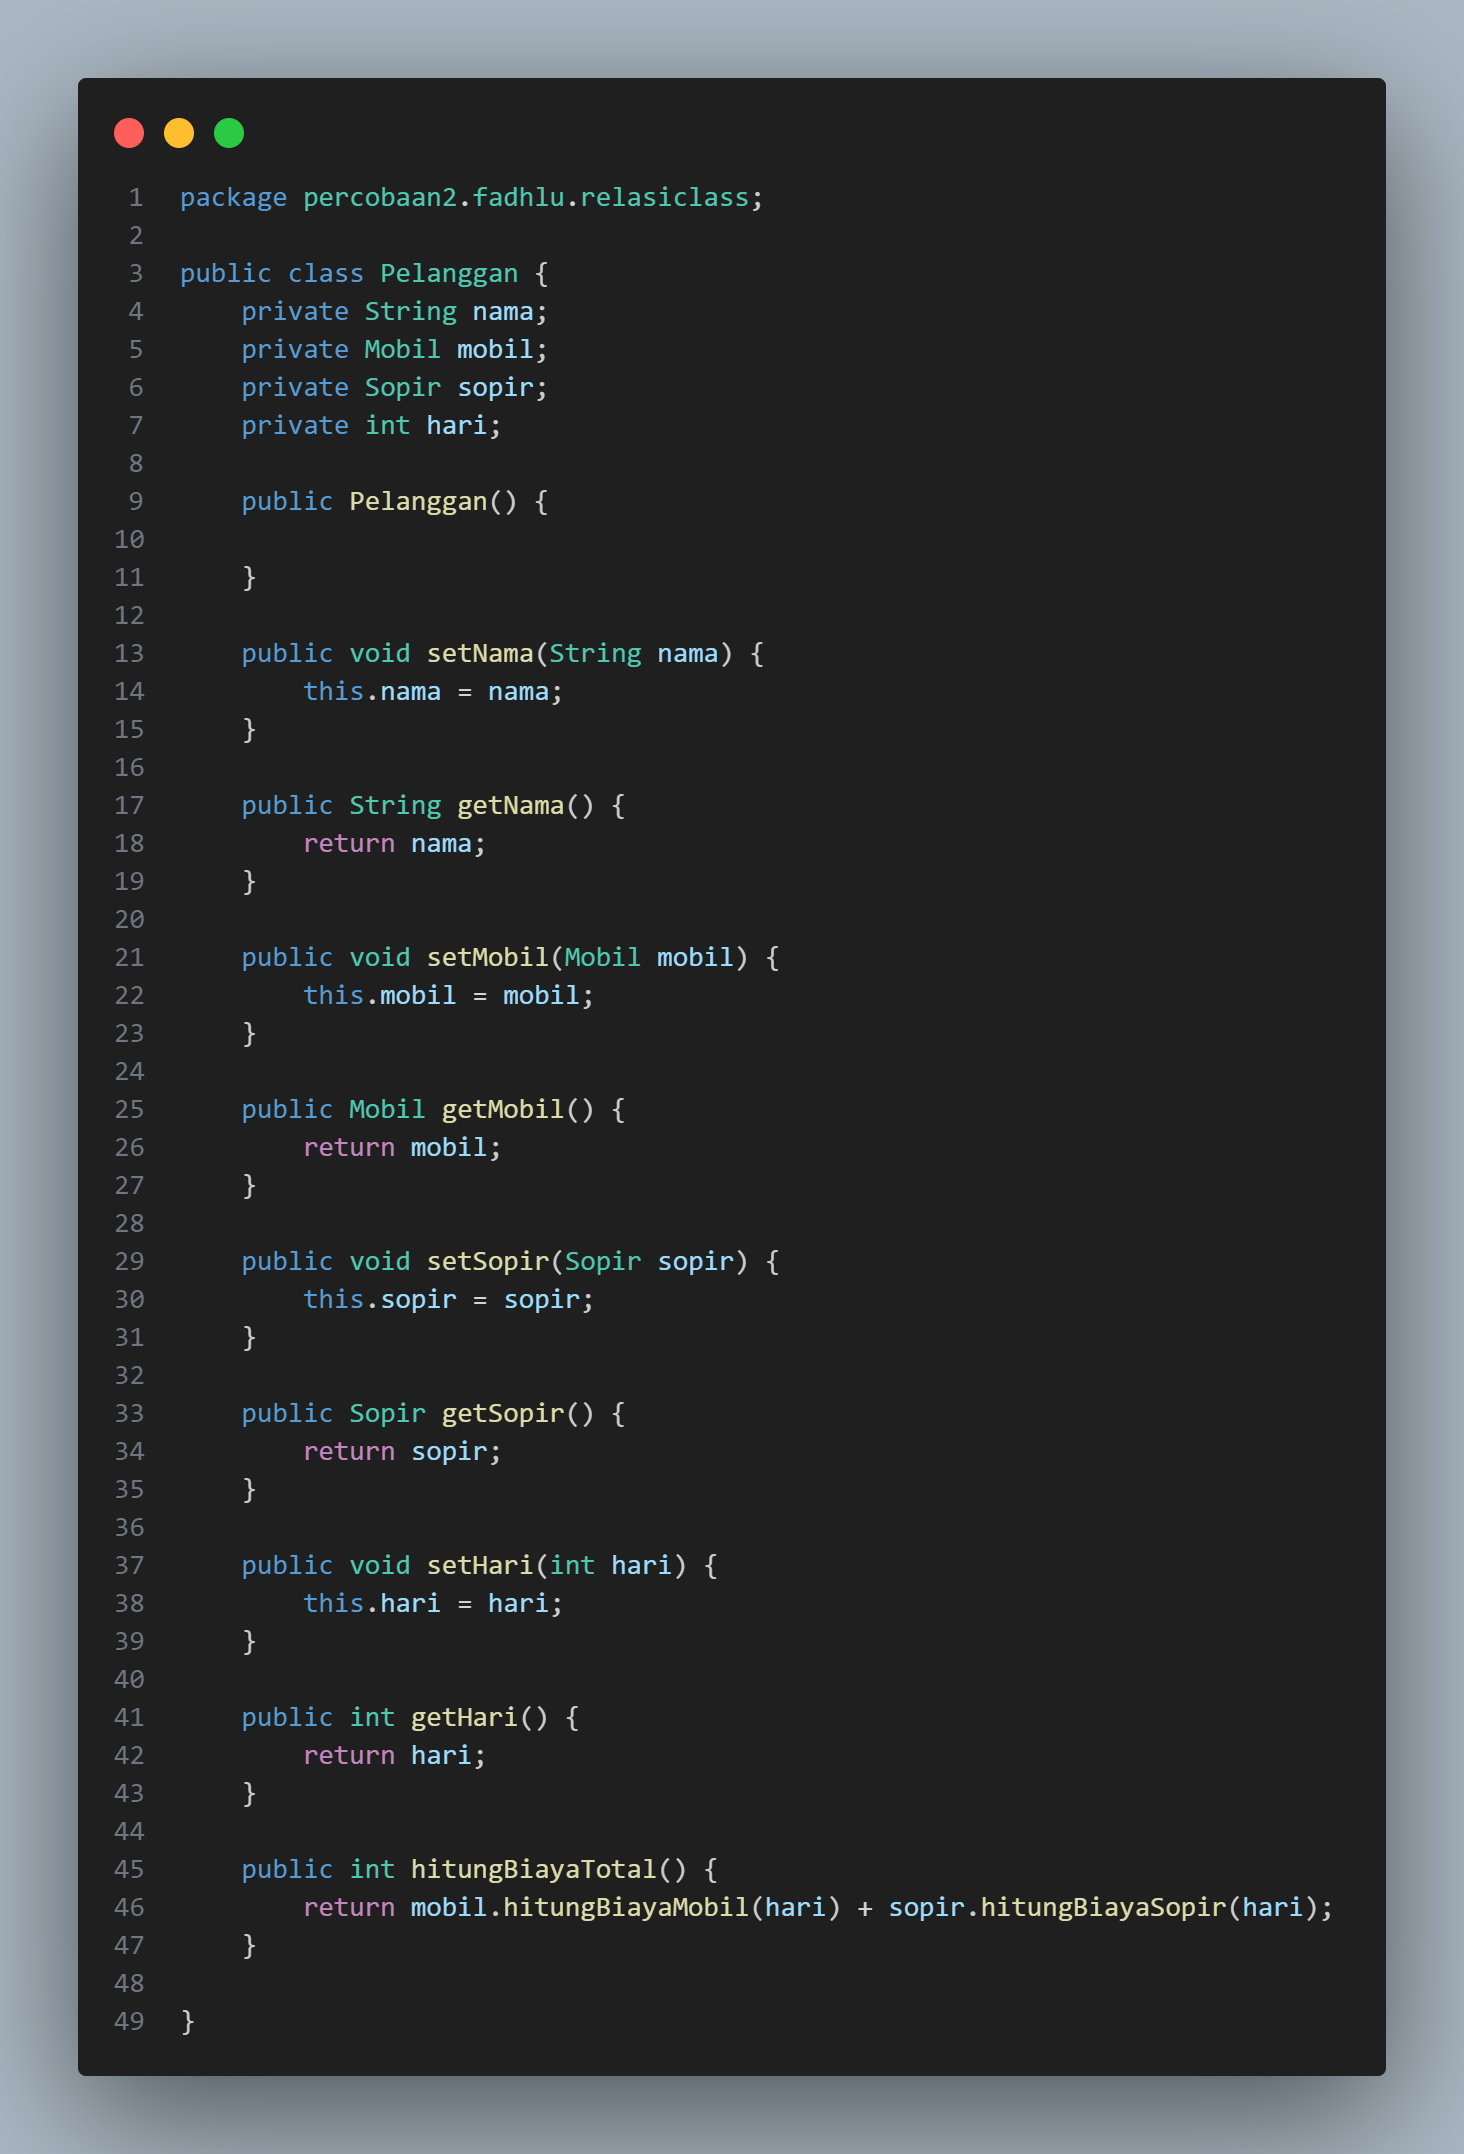 1 package percobaan2.fadhlu.relasiclass;
2
3 public class Pelanggan {
4     private String nama;
5     private Mobil mobil;
6     private Sopir sopir;
7     private int hari;
8
9     public Pelanggan() {
10
11     }
12
13     public void setNama(String nama) {
14         this.nama = nama;
15     }
16
17     public String getNama() {
18         return nama;
19     }
20
21     public void setMobil(Mobil mobil) {
22         this.mobil = mobil;
23     }
24
25     public Mobil getMobil() {
26         return mobil;
27     }
28
29     public void setSopir(Sopir sopir) {
30         this.sopir = sopir;
31     }
32
33     public Sopir getSopir() {
34         return sopir;
35     }
36
37     public void setHari(int hari) {
38         this.hari = hari;
39     }
40
41     public int getHari() {
42         return hari;
43     }
44
45     public int hitungBiayaTotal() {
46         return mobil.hitungBiayaMobil(hari) + sopir.hitungBiayaSopir(hari);
47     }
48
49 }